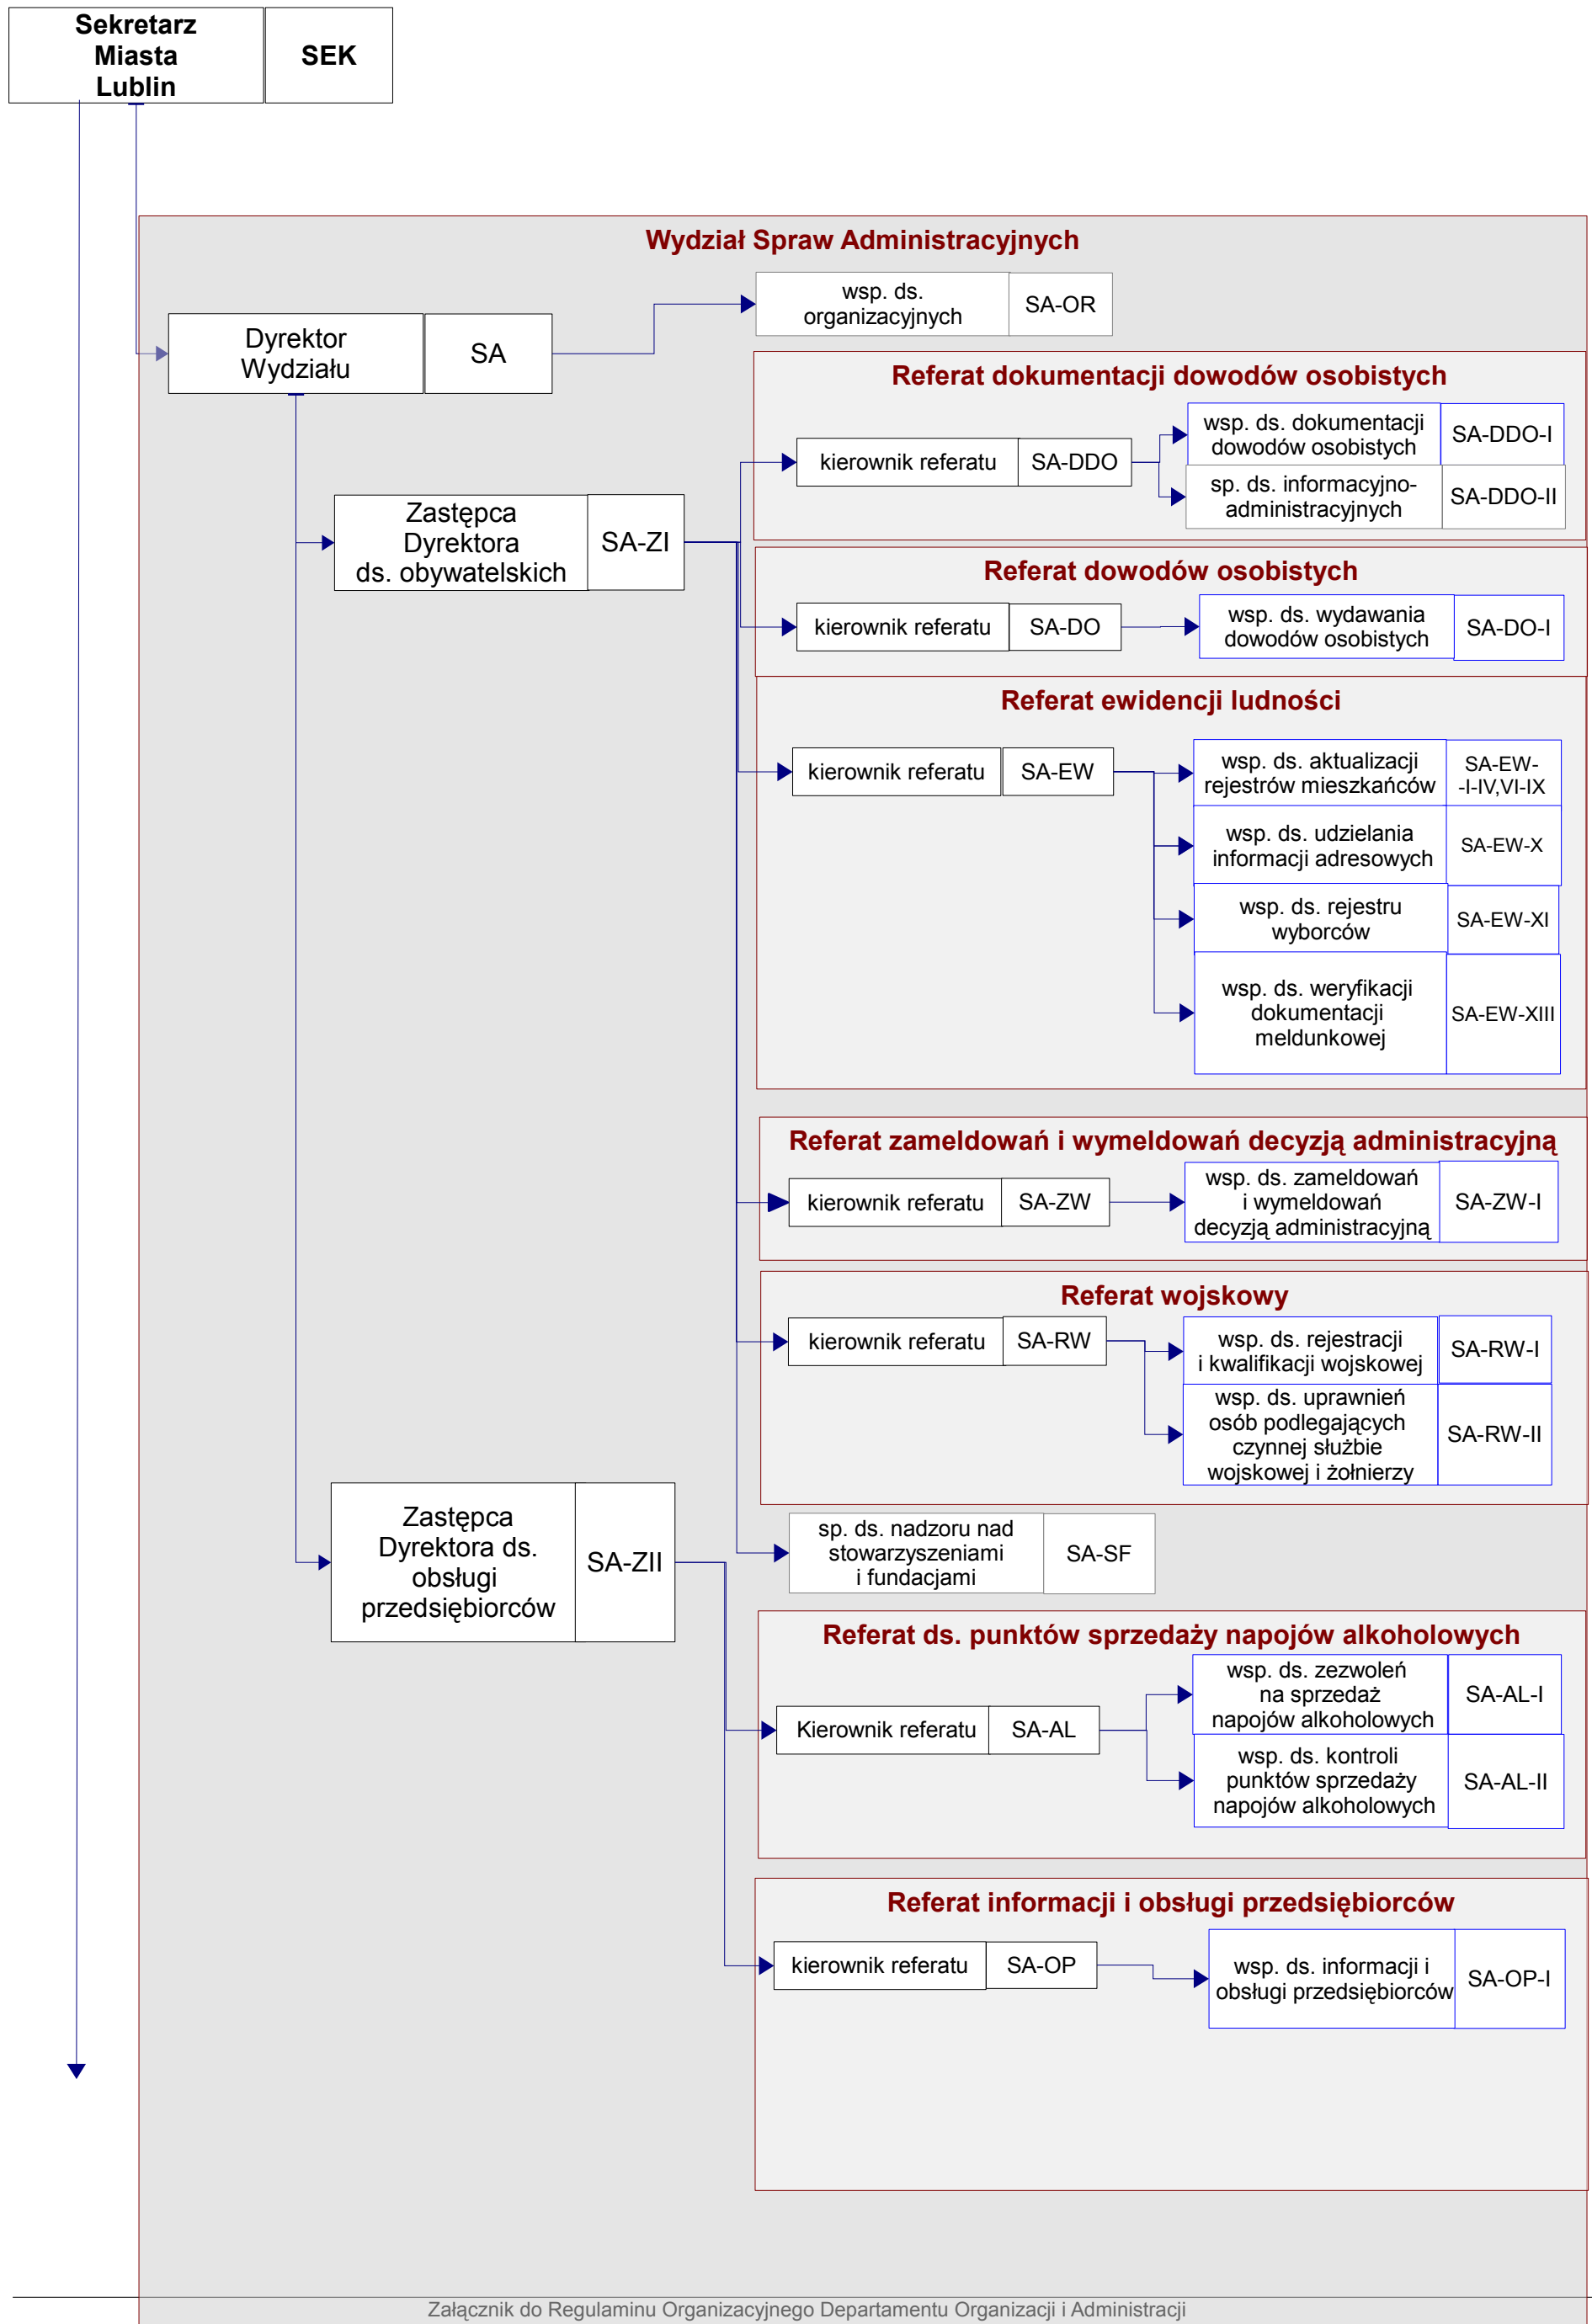 Sekretarz
Miasta
Lublin
SEK
Wydział Spraw Administracyjnych
wsp. ds.
organizacyjnych
SA-OR
Dyrektor
Wydziału
SA
Referat dokumentacji dowodów osobistych
kierownik referatu
SA-DDO
wsp. ds. dokumentacji
dowodów osobistych
SA-DDO-I
sp. ds. informacyjno-
administracyjnych
SA-DDO-II
Zastępca
Dyrektora
ds. obywatelskich
SA-ZI
Referat dowodów osobistych
kierownik referatu
SA-DO
wsp. ds. wydawania
dowodów osobistych
SA-DO-I
Referat ewidencji ludności
kierownik referatu
SA-EW
wsp. ds. aktualizacji
rejestrów mieszkańców
SA-EW-
-I-IV,VI-IX
wsp. ds. udzielania
informacji adresowych
SA-EW-X
wsp. ds. rejestru
wyborców
SA-EW-XI
wsp. ds. weryfikacji
dokumentacji
meldunkowej
SA-EW-XIII
Referat zameldowań i wymeldowań decyzją administracyjną
kierownik referatu
SA-ZW
wsp. ds. zameldowań
i wymeldowań
decyzją administracyjną
SA-ZW-I
Referat wojskowy
kierownik referatu
SA-RW
wsp. ds. rejestracji
i kwalifikacji wojskowej
SA-RW-I
wsp. ds. uprawnień
osób podlegających
czynnej służbie
wojskowej i żołnierzy
SA-RW-II
Zastępca
Dyrektora ds.
obsługi
przedsiębiorców
SA-ZII
sp. ds. nadzoru nad
stowarzyszeniami
i fundacjami
SA-SF
Referat ds. punktów sprzedaży napojów alkoholowych
Kierownik referatu
SA-AL
wsp. ds. zezwoleń
na sprzedaż
napojów alkoholowych
SA-AL-I
wsp. ds. kontroli
punktów sprzedaży
napojów alkoholowych
SA-AL-II
Referat informacji i obsługi przedsiębiorców
kierownik referatu
SA-OP
wsp. ds. informacji i
obsługi przedsiębiorców
SA-OP-I
Załącznik do Regulaminu Organizacyjnego Departamentu Organizacji i Administracji